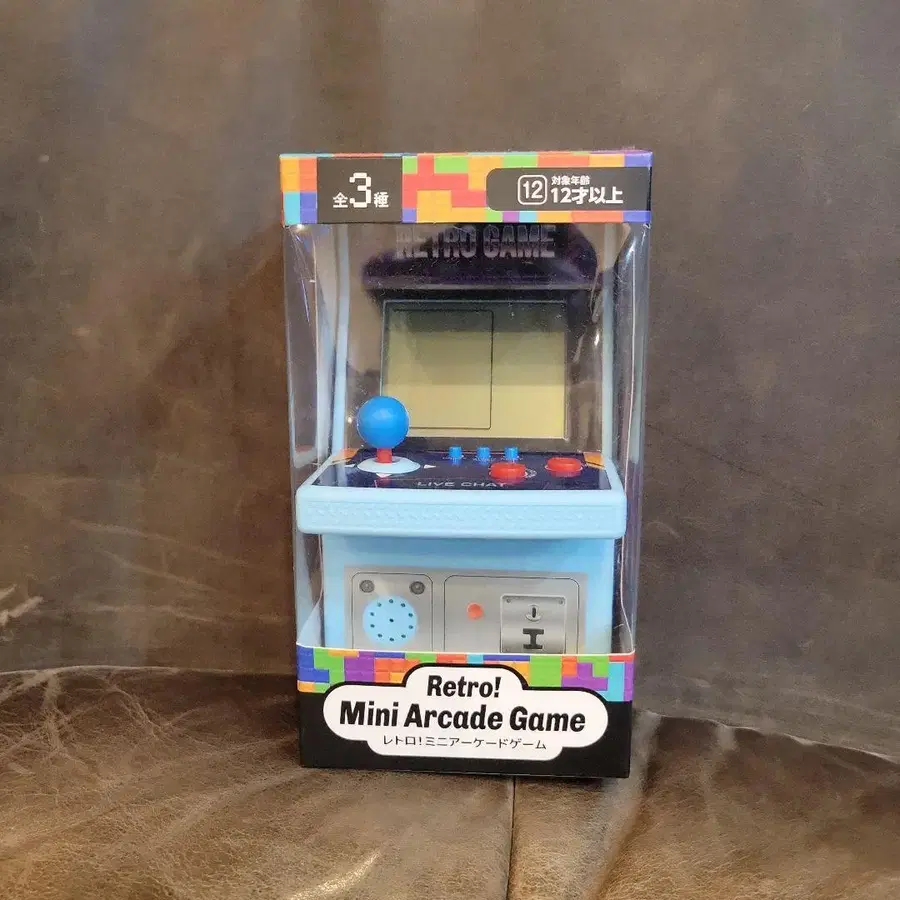 全3種
12
対象年齢
12才以上
RETRO GAME
LIVE CHAT
Retro!
Mini Arcade Game
レトロ!ミニアーケードゲーム